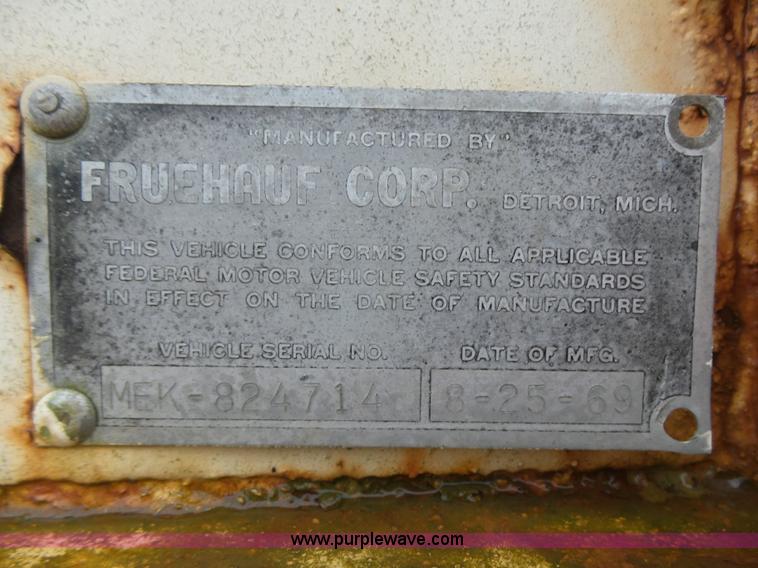 "MANUFACTURED BY"
FRUEHAUF CORP. DETROIT, MICH.
THIS VEHICLE CONFORMS TO ALL APPLICABLE
FEDERAL MOTOR VEHICLE SAFETY STANDARDS
IN EFFECT ON THE DATE OF MANUFACTURE
VEHICLE SERIAL NO. DATE OF MFG.
MEK-824714 8-25-69
www.purplewave.com